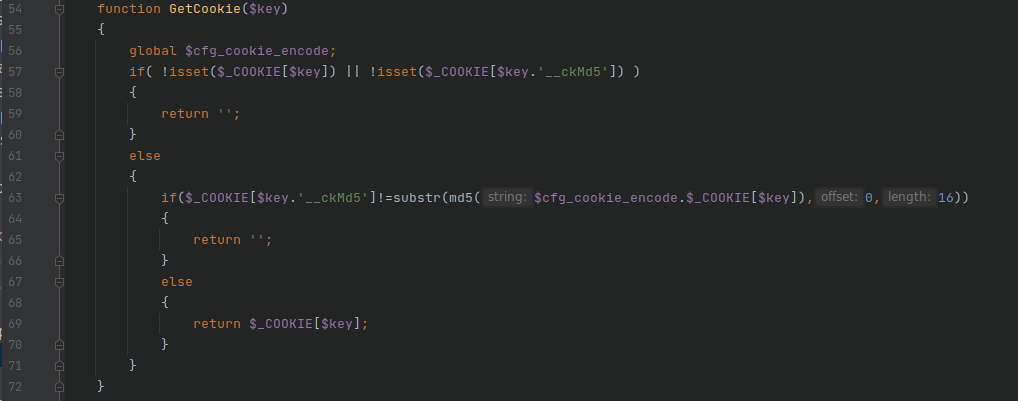 54 function GetCookie($key)
55 {
56 global $cfg_cookie_encode;
57 if( !isset($_COOKIE[$key]) || !isset($_COOKIE[$key.'__ckMd5']) )
58 {
59 return '';
60 }
61 else
62 {
63 if($_COOKIE[$key.'__ckMd5']!=substr(md5( string: $cfg_cookie_encode.$_COOKIE[$key]), offset: 0, length: 16))
64 {
65 return '';
66 }
67 else
68 {
69 return $_COOKIE[$key];
70 }
71 }
72 }